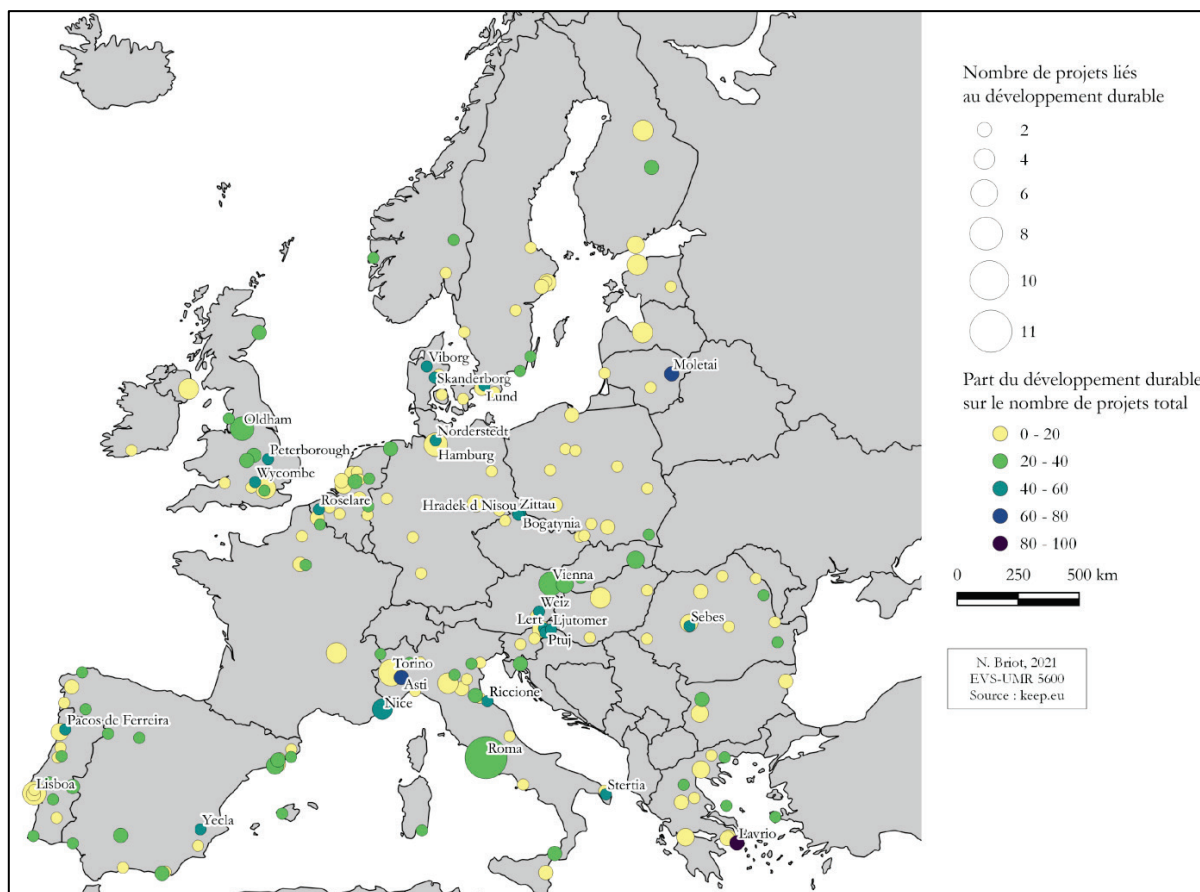 Nombre de projets liés
au développement durable
2
4
6
8
10
11
Part du développement durable
sur le nombre de projets total
0 - 20
20 - 40
40 - 60
60 - 80
80 - 100
0 250 500 km
N. Briot, 2021
EVS-UMR 5600
Source : keep.eu
Viborg
Skanderborg
Lund
Moletai
Oldham
Peterborough
Wycombe
Norderstedt
Hamburg
Roselare
Hradek d Nisou
Zittau
Bogatynia
Vienna
Weiz
Lert
Ljutomer
Ptuj
Sebes
Torino
Asti
Nice
Riccione
Pacos de Ferreira
Roma
Lisboa
Stertia
Yecla
Lavrio